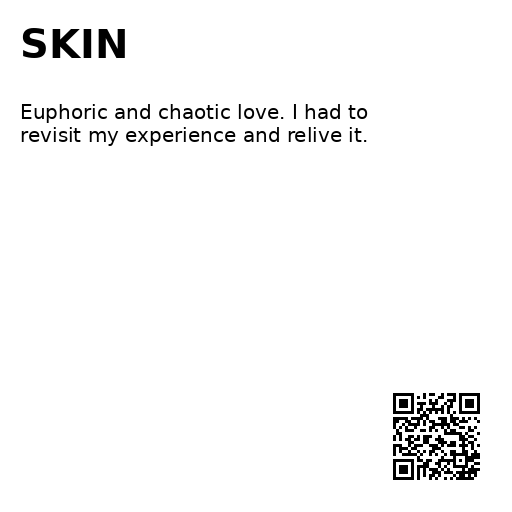 SKIN
Euphoric and chaotic love. I had to
revisit my experience and relive it.